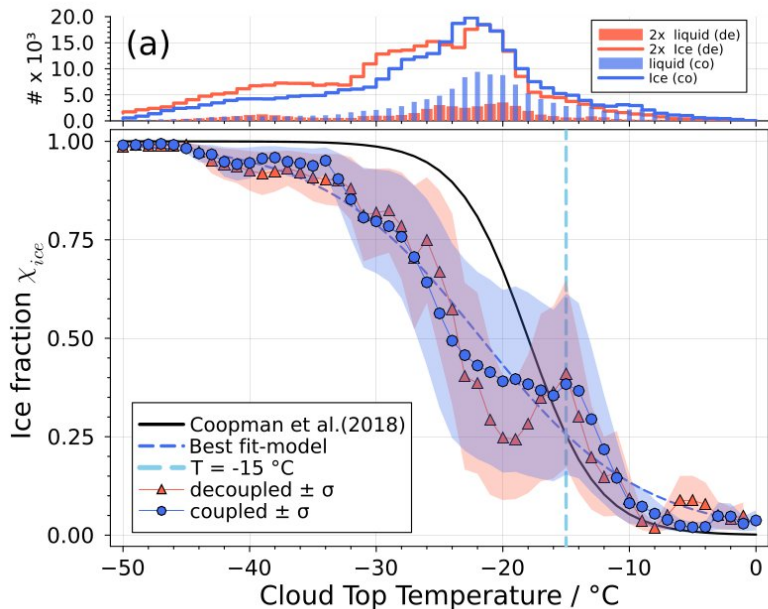 (a)
# x 10³
20.0
15.0
10.0
5.0
0.0
2x liquid (de)
2x Ice (de)
liquid (co)
Ice (co)
Ice fraction χice
1.00
0.75
0.50
0.25
0.00
Coopman et al.(2018)
Best fit-model
T = -15 °C
decoupled ± σ
coupled ± σ
−50 −40 −30 −20 −10 0
Cloud Top Temperature / °C